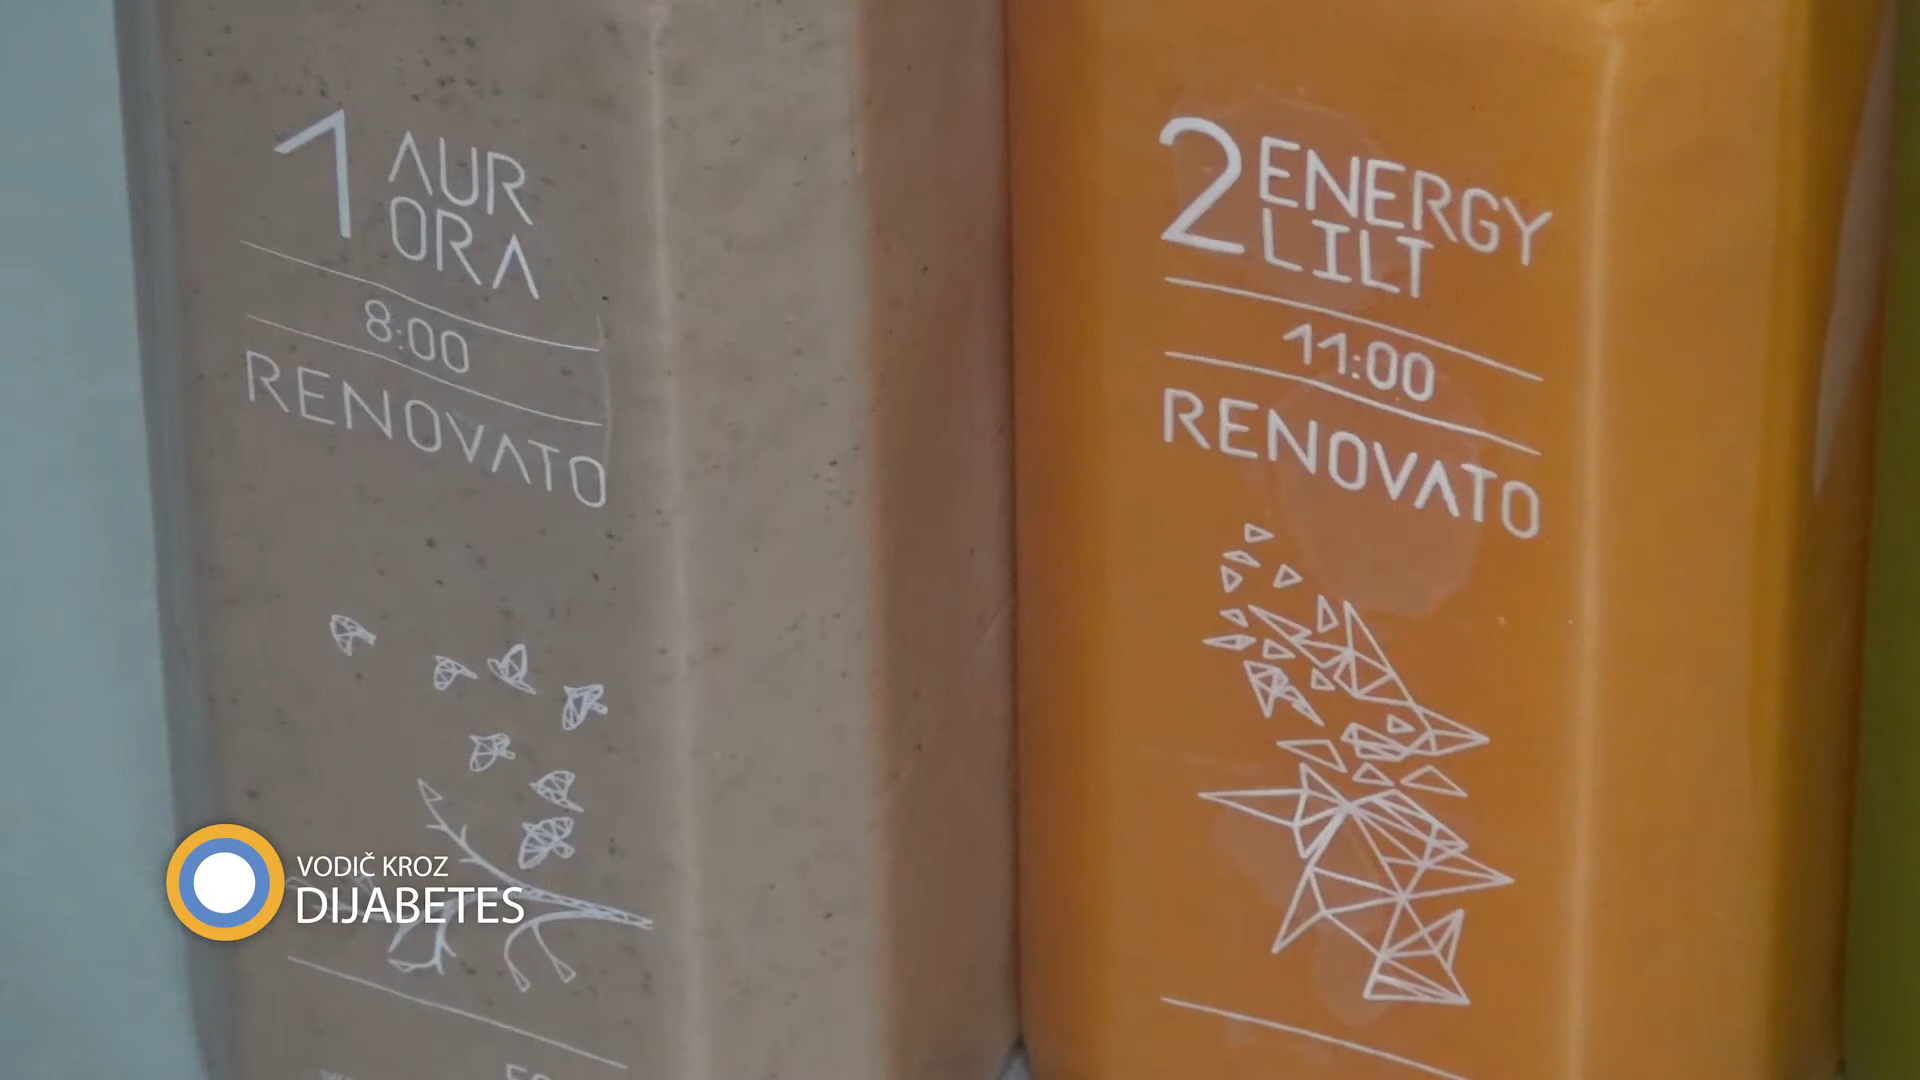 1 AUR
ORA
8:00
RENOVATO
2 ENERGY
LILT
11:00
RENOVATO
VODIČ KROZ
DIJABETES